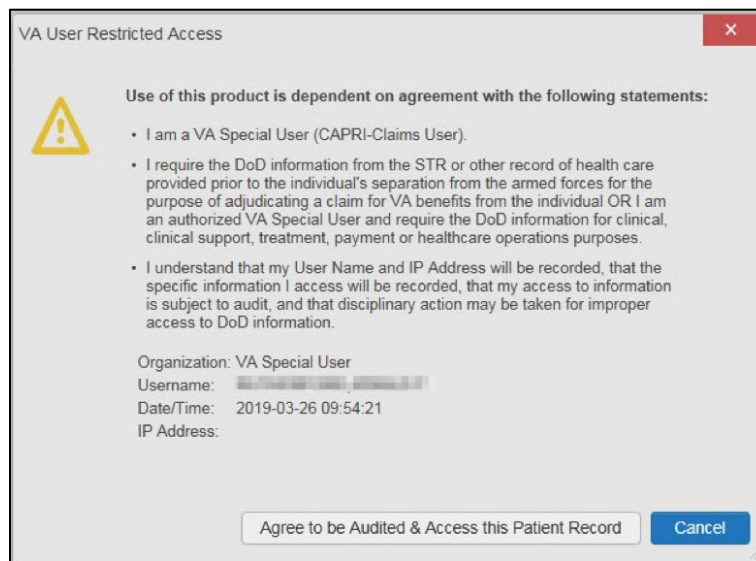 VA User Restricted Access
Use of this product is dependent on agreement with the following statements:
• I am a VA Special User (CAPRI-Claims User).
• I require the DoD information from the STR or other record of health care
provided prior to the individual's separation from the armed forces for the
purpose of adjudicating a claim for VA benefits from the individual OR I am
an authorized VA Special User and require the DoD information for clinical,
clinical support, treatment, payment or healthcare operations purposes.
• I understand that my User Name and IP Address will be recorded, that the
specific information I access will be recorded, that my access to information
is subject to audit, and that disciplinary action may be taken for improper
access to DoD information.
Organization: VA Special User
Username:
Date/Time: 2019-03-26 09:54:21
IP Address:
Agree to be Audited & Access this Patient Record
Cancel